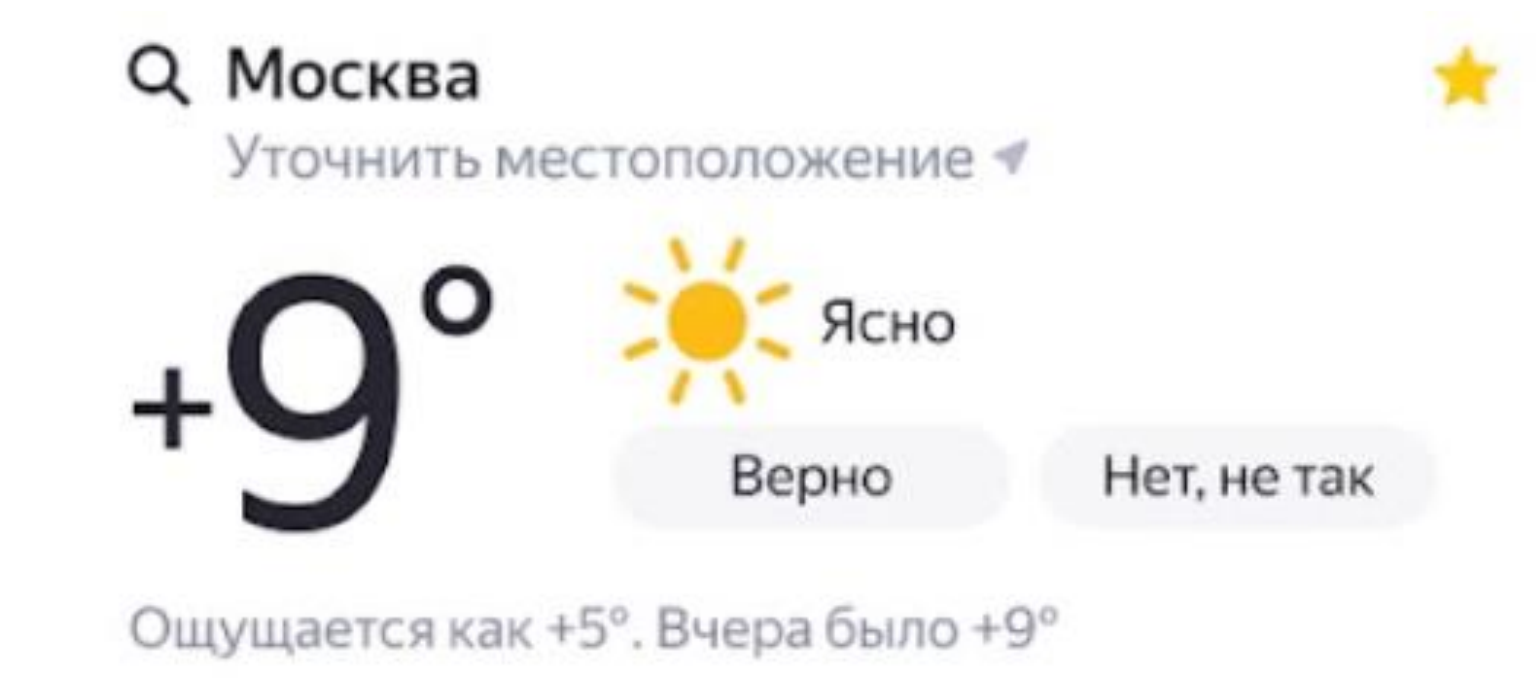 Москва
Уточнить местоположение
+9°
Ясно
Верно Нет, не так
Ощущается как +5°. Вчера было +9°